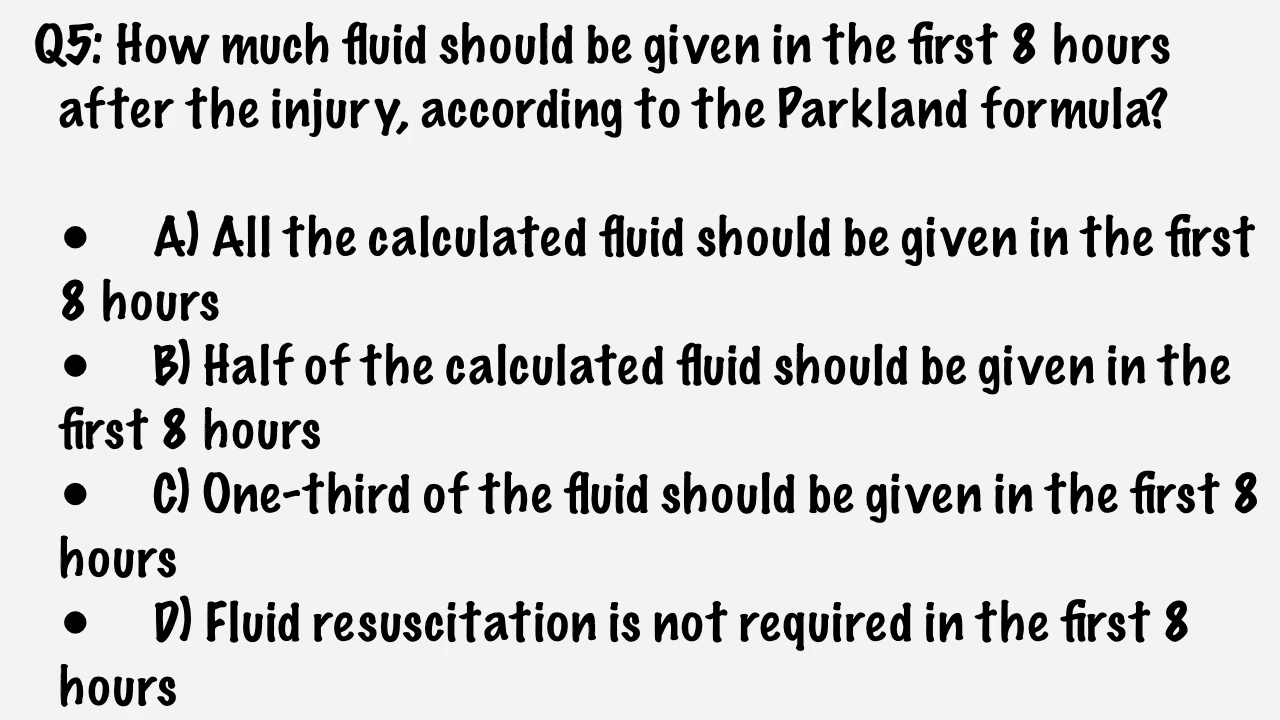 Q5: How much fluid should be given in the first 8 hours
after the injury, according to the Parkland formula?
• A) All the calculated fluid should be given in the first
8 hours
• B) Half of the calculated fluid should be given in the
first 8 hours
• C) One-third of the fluid should be given in the first 8
hours
• D) Fluid resuscitation is not required in the first 8
hours